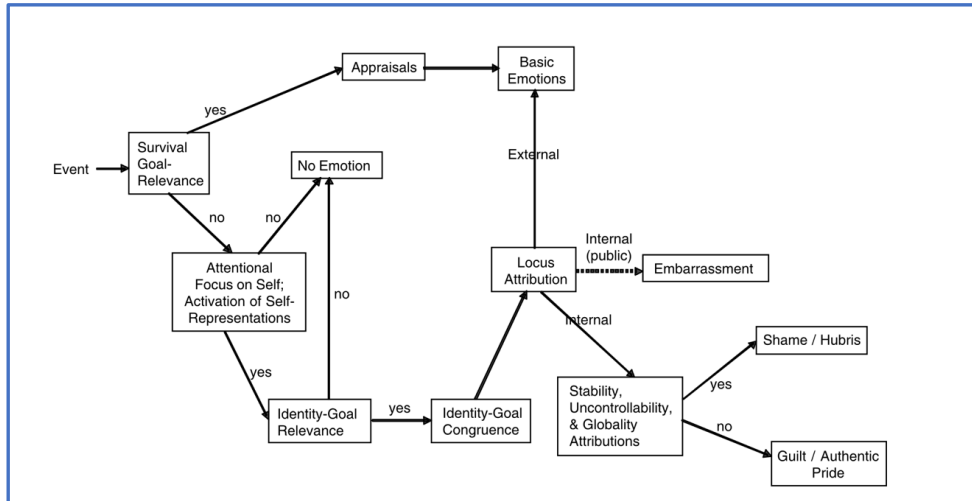 Appraisals
Basic
Emotions
yes
Event
Survival
Goal-
Relevance
No Emotion
External
no
no
Attentional
Focus on Self;
Activation of Self-
Representations
Locus
Attribution
Internal
(public)
Embarrassment
no
Internal
yes
Shame / Hubris
Identity-Goal
Relevance
yes
Identity-Goal
Congruence
Stability,
Uncontrollability,
& Globality
Attributions
yes
no
Guilt / Authentic
Pride